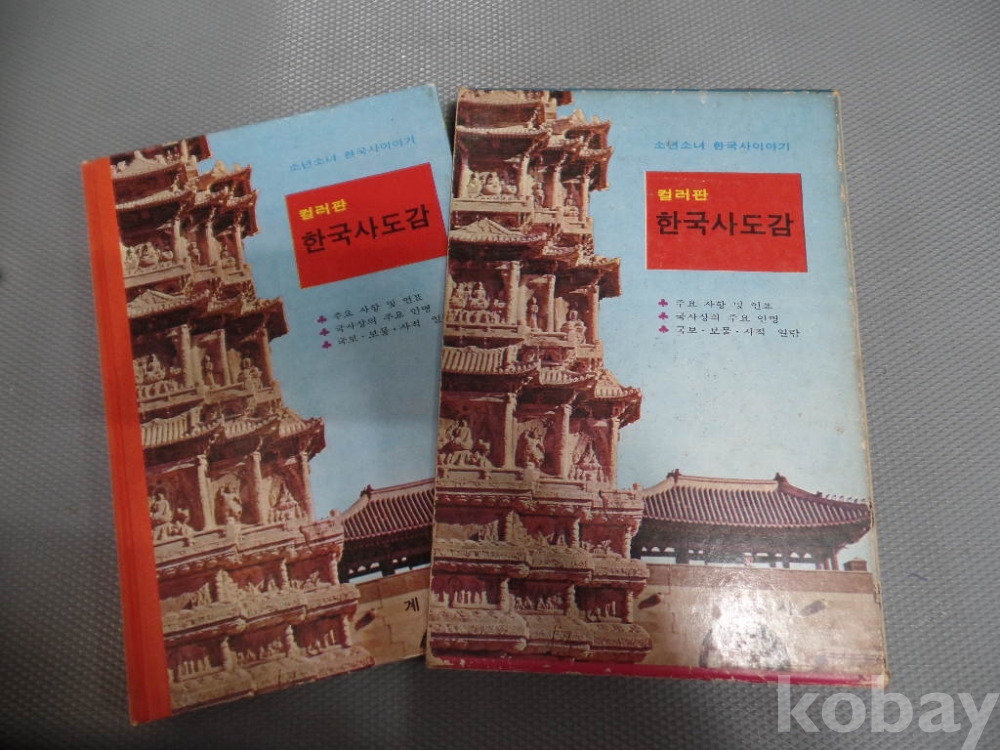 소년소녀 한국사이야기
컬러판
한국사도감
♣ 주요 사항 및 연표
♣ 국사상의 주요 인명
♣ 국보·보물·사적 일
계
소년소녀 한국사이야기
컬러판
한국사도감
♣ 주요 사항 및 연표
♣ 국사상의 주요 인명
♣ 국보·보물·사적 일람
kobay